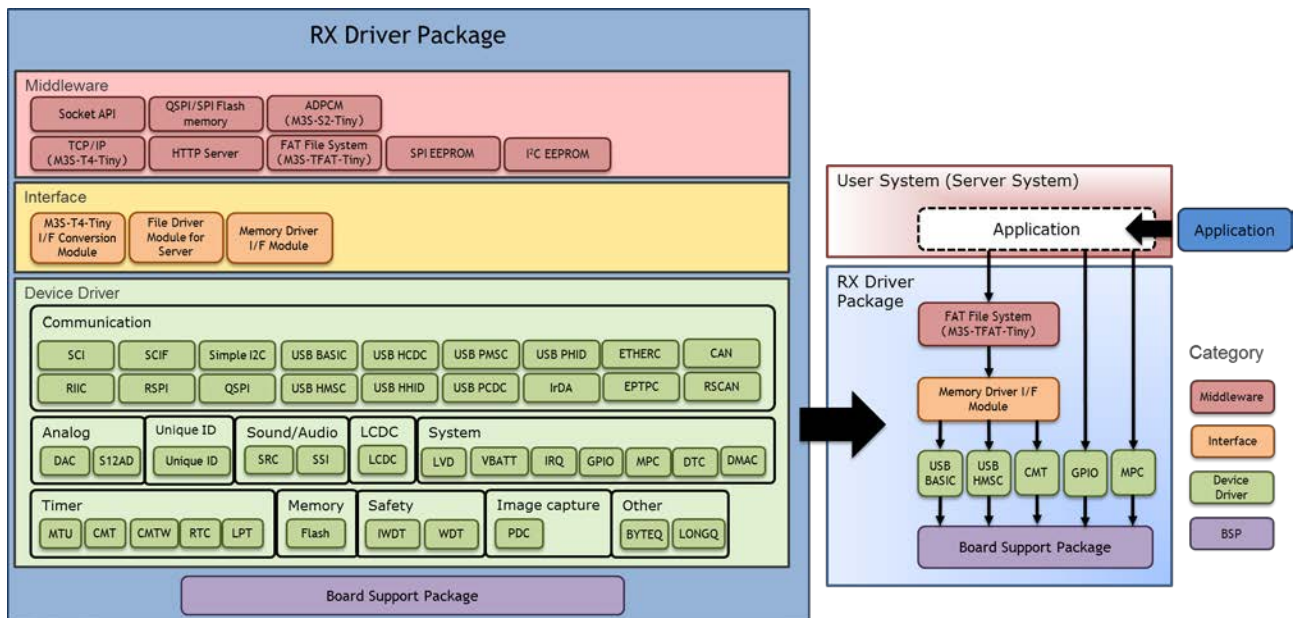 RX Driver Package
Middleware
Socket API
QSPI/SPI Flash
memory
ADPCM
(M3S-S2-Tiny)
TCP/IP
(M3S-T4-Tiny)
HTTP Server
FAT File System
(M3S-TFAT-Tiny)
SPI EEPROM
I²C EEPROM
Interface
M3S-T4-Tiny
I/F Conversion
Module
File Driver
Module for
Server
Memory Driver
I/F Module
Device Driver
Communication
SCI
SCIF
Simple I2C
USB BASIC
USB HCDC
USB PMSC
USB PHID
ETHERC
CAN
RIIC
RSPI
QSPI
USB HMSC
USB HHID
USB PCDC
IrDA
EPTPC
RSCAN
Analog
DAC
S12AD
Unique ID
Unique ID
Sound/Audio
SRC
SSI
LCDC
LCDC
System
LVD
VBATT
IRQ
GPIO
MPC
DTC
DMAC
Timer
MTU
CMT
CMTW
RTC
LPT
Memory
Flash
Safety
IWDT
WDT
Image capture
PDC
Other
BYTEQ
LONGQ
Board Support Package
User System (Server System)
Application
Application
RX Driver
Package
FAT File System
(M3S-TFAT-Tiny)
Memory Driver I/F
Module
USB
BASIC
USB
HMSC
CMT
GPIO
MPC
Board Support Package
Category
Middleware
Interface
Device
Driver
BSP